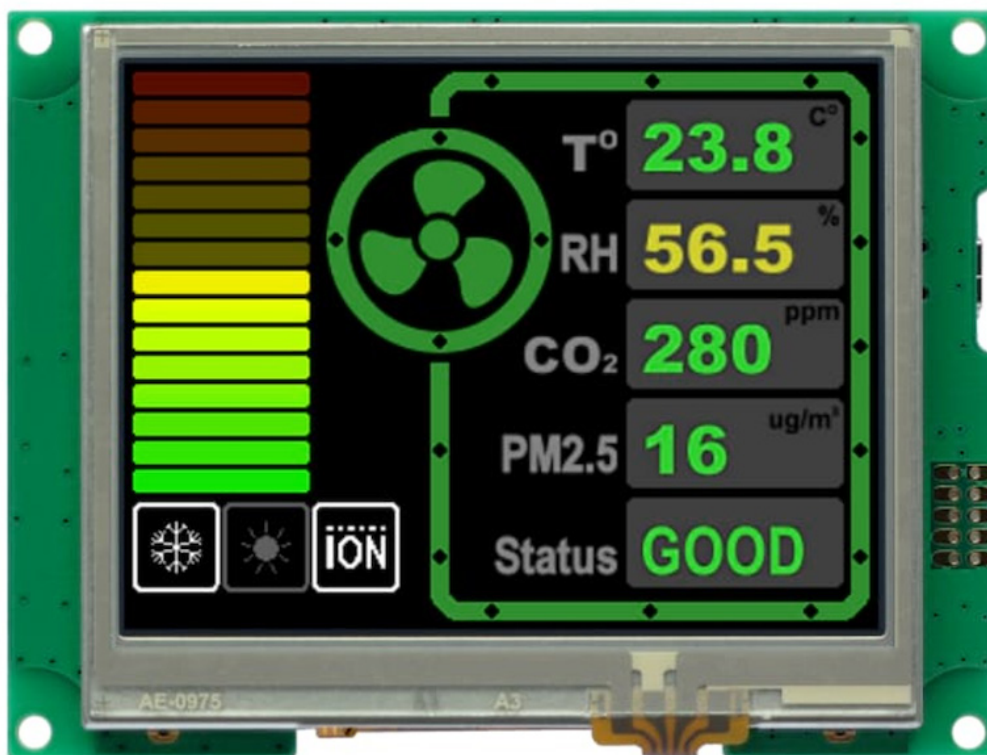 T° 23.8 C°
RH 56.5 %
CO₂ 280 ppm
PM2.5 16 ug/m³
Status GOOD
ION
AE-0975 A3